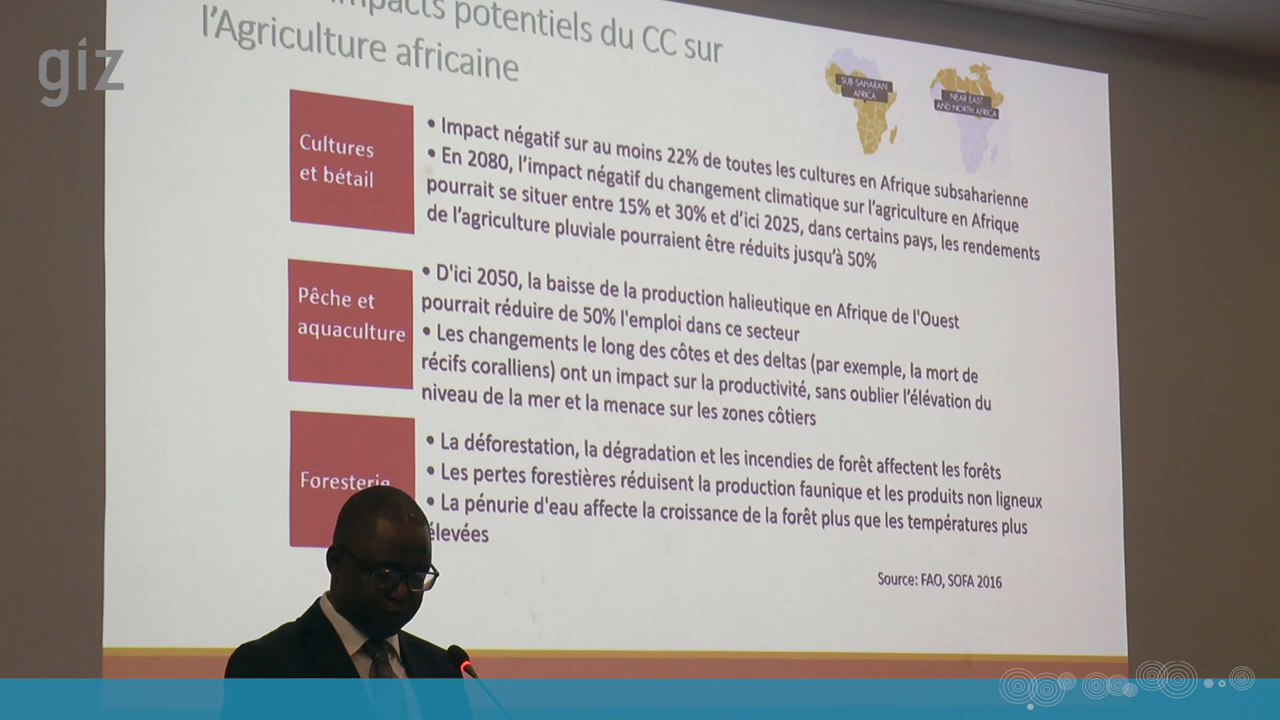 giz
impacts potentiels du CC sur
l'Agriculture africaine
SUB-SAHARAN
AFRICA
NEAR EAST
AND NORTH AFRICA
Cultures
et bétail
• Impact négatif sur au moins 22% de toutes les cultures en Afrique subsaharienne
• En 2080, l'impact négatif du changement climatique sur l'agriculture en Afrique
pourrait se situer entre 15% et 30% et d'ici 2025, dans certains pays, les rendements
de l'agriculture pluviale pourraient être réduits jusqu'à 50%
Pêche et
aquaculture
• D'ici 2050, la baisse de la production halieutique en Afrique de l'Ouest
pourrait réduire de 50% l'emploi dans ce secteur
• Les changements le long des côtes et des deltas (par exemple, la mort de
récifs coralliens) ont un impact sur la productivité, sans oublier l'élévation du
niveau de la mer et la menace sur les zones côtiers
Foresterie
• La déforestation, la dégradation et les incendies de forêt affectent les forêts
• Les pertes forestières réduisent la production faunique et les produits non ligneux
• La pénurie d'eau affecte la croissance de la forêt plus que les températures plus
élevées
Source: FAO, SOFA 2016